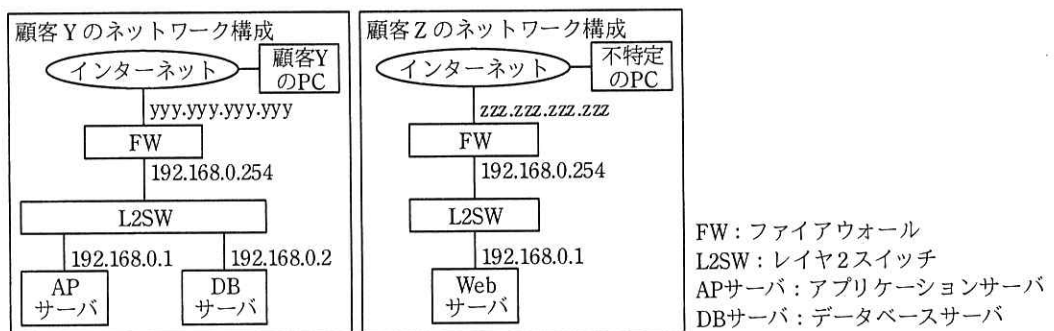 顧客Yのネットワーク構成
インターネット
顧客Y
のPC
yyy.yyy.yyy.yyy
FW
192.168.0.254
L2SW
192.168.0.1
192.168.0.2
AP
サーバ
DB
サーバ
顧客Zのネットワーク構成
インターネット
不特定
のPC
zzz.zzz.zzz.zzz
FW
192.168.0.254
L2SW
192.168.0.1
Web
サーバ
FW：ファイアウォール
L2SW：レイヤ2スイッチ
APサーバ：アプリケーションサーバ
DBサーバ：データベースサーバ